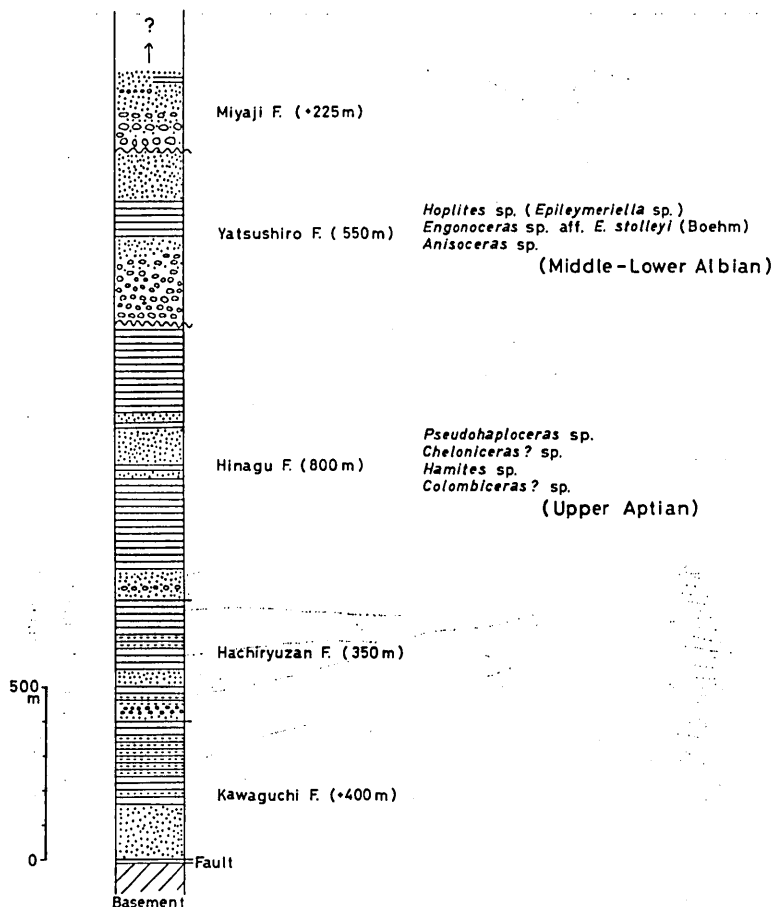 ?
Miyaji F. (+225m)
Hoplites sp. (Epileymeriella sp.)
Yatsushiro F. (550m)
Engonoceras sp. aff. E. stolleyi (Boehm)
Anisoceras sp.
(Middle-Lower Albian)
Pseudohaploceras sp.
Cheloniceras? sp.
Hinagu F. (800m)
Hamites sp.
Colombiceras? sp.
(Upper Aptian)
Hachiryuzan F. (350m)
500
m
Kawaguchi F. (+400m)
0
Fault
Basement